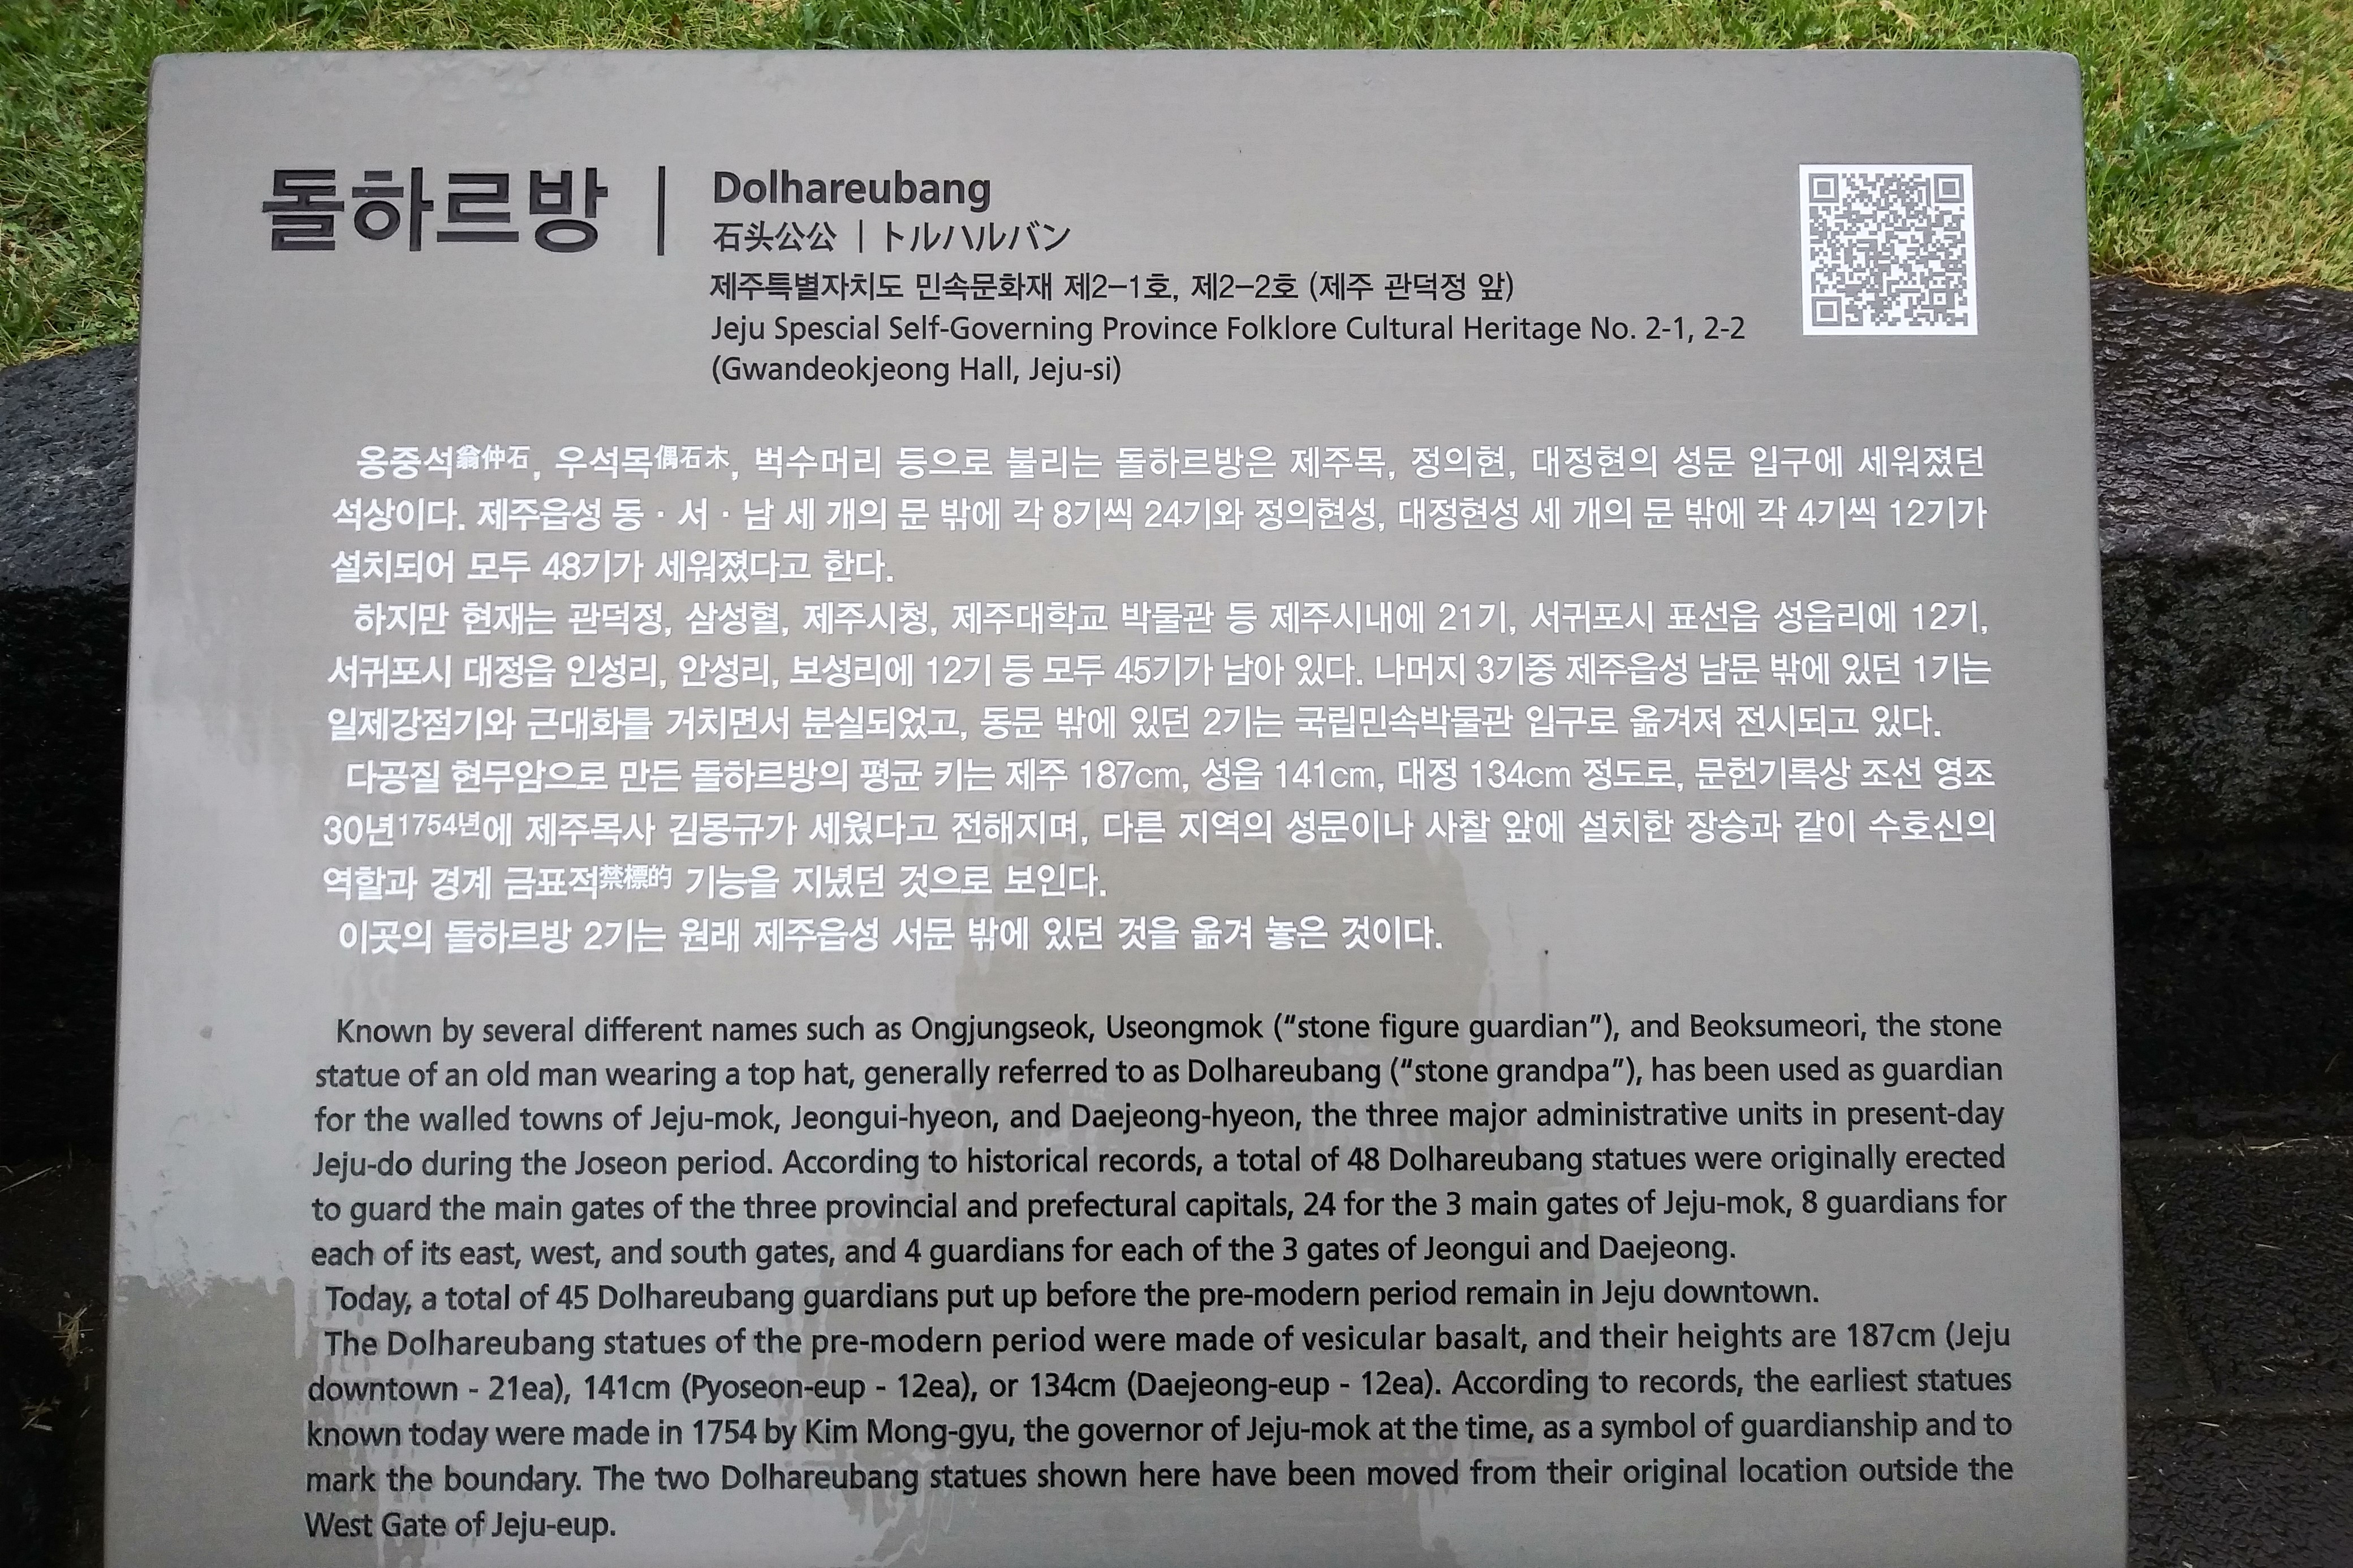 돌하르방
Dolhareubang
石头公公 | トルハルバン
제주특별자치도 민속문화재 제2-1호, 제2-2호 (제주 관덕정 앞)
Jeju Spescial Self-Governing Province Folklore Cultural Heritage No. 2-1, 2-2
(Gwandeokjeong Hall, Jeju-si)
옹중석翁仲石, 우석목偶石木, 벅수머리 등으로 불리는 돌하르방은 제주목, 정의현, 대정현의 성문 입구에 세워졌던
석상이다. 제주읍성 동 · 서 · 남 세 개의 문 밖에 각 8기씩 24기와 정의현성, 대정현성 세 개의 문 밖에 각 4기씩 12기가
설치되어 모두 48기가 세워졌다고 한다.
하지만 현재는 관덕정, 삼성혈, 제주시청, 제주대학교 박물관 등 제주시내에 21기, 서귀포시 표선읍 성읍리에 12기,
서귀포시 대정읍 인성리, 안성리, 보성리에 12기 등 모두 45기가 남아 있다. 나머지 3기중 제주읍성 남문 밖에 있던 1기는
일제강점기와 근대화를 거치면서 분실되었고, 동문 밖에 있던 2기는 국립민속박물관 입구로 옮겨져 전시되고 있다.
다공질 현무암으로 만든 돌하르방의 평균 키는 제주 187cm, 성읍 141cm, 대정 134cm 정도로, 문헌기록상 조선 영조
30년1754년에 제주목사 김몽규가 세웠다고 전해지며, 다른 지역의 성문이나 사찰 앞에 설치한 장승과 같이 수호신의
역할과 경계 금표적禁標的 기능을 지녔던 것으로 보인다.
이곳의 돌하르방 2기는 원래 제주읍성 서문 밖에 있던 것을 옮겨 놓은 것이다.
Known by several different names such as Ongjungseok, Useongmok (“stone figure guardian”), and Beoksumeori, the stone
statue of an old man wearing a top hat, generally referred to as Dolhareubang (“stone grandpa”), has been used as guardian
for the walled towns of Jeju-mok, Jeongui-hyeon, and Daejeong-hyeon, the three major administrative units in present-day
Jeju-do during the Joseon period. According to historical records, a total of 48 Dolhareubang statues were originally erected
to guard the main gates of the three provincial and prefectural capitals, 24 for the 3 main gates of Jeju-mok, 8 guardians for
each of its east, west, and south gates, and 4 guardians for each of the 3 gates of Jeongui and Daejeong.
Today, a total of 45 Dolhareubang guardians put up before the pre-modern period remain in Jeju downtown.
The Dolhareubang statues of the pre-modern period were made of vesicular basalt, and their heights are 187cm (Jeju
downtown - 21ea), 141cm (Pyoseon-eup - 12ea), or 134cm (Daejeong-eup - 12ea). According to records, the earliest statues
known today were made in 1754 by Kim Mong-gyu, the governor of Jeju-mok at the time, as a symbol of guardianship and to
mark the boundary. The two Dolhareubang statues shown here have been moved from their original location outside the
West Gate of Jeju-eup.